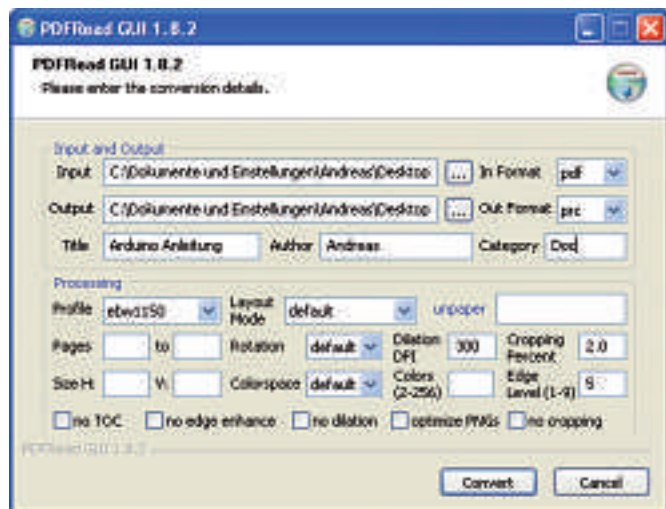 PDFRead GUI 1.8.2
PDFRead GUI 1.8.2
Please enter the conversion details.
Input and Output
Input C:\Dokumente und Einstellungen\Andreas\Desktop ... In Format pdf
Output C:\Dokumente und Einstellungen\Andreas\Desktop ... Out Format prc
Title Arduino Anleitung Author Andreas Category Doc
Processing
Profile ebw1150 Layout Mode default unpaper
Pages to Rotation default Dilation DPI 300 Cropping Percent 2.0
Size H: V: Colorspace default Colors (2-256) Edge Level (1-9)
no TOC no edge enhance no dilation optimize PNGs no cropping
PDFRead GUI 1.8.2
Convert Cancel